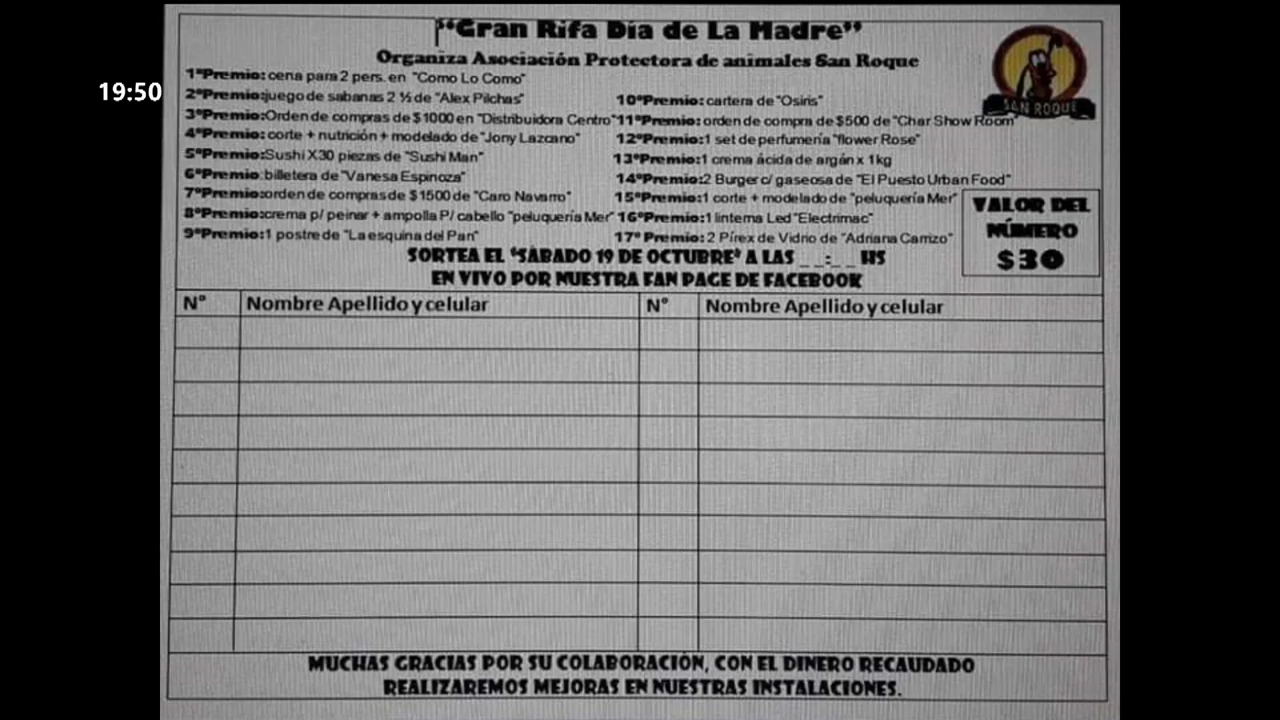 19:50
"Gran Rifa Día de La Madre"
Organiza Asociación Protectora de animales San Roque
SAN ROQUE
1ºPremio: cena para 2 pers. en "Como Lo Como"
2ºPremio:juego de sabanas 2 ½ de "Alex Pilchas"
3ºPremio:Orden de compras de $1000 en "Distribuidora Centro"
4ºPremio: corte + nutrición + modelado de "Jony Lazcano"
5ºPremio:Sushi X30 piezas de "Sushi Man"
6ºPremio:billetera de "Vanesa Espinoza"
7ºPremio:orden de compras de $1500 de "Caro Navarro"
8ºPremio:crema p/ peinar + ampolla P/ cabello "peluquería Mer"
9ºPremio:1 postre de "La esquina del Pan"
10ºPremio: cartera de "Osiris"
11ºPremio: orden de compra de $500 de "Char Show Room"
12ºPremio:1 set de perfumería "flower Rose"
13ºPremio:1 crema ácida de argán x 1kg
14ºPremio:2 Burger c/ gaseosa de "El Puesto Urban Food"
15ºPremio:1 corte + modelado de "peluquería Mer"
16ºPremio:1 linterna Led "Electrimac"
17º Premio: 2 Pírex de Vidrio de "Adriana Carrizo"
VALOR DEL
NÚMERO
$30
SORTEA EL "SÁBADO 19 DE OCTUBRE" A LAS _ _:_ _ HS
EN VIVO POR NUESTRA FAN PAGE DE FACEBOOK
Nº Nombre Apellido y celular Nº Nombre Apellido y celular
MUCHAS GRACIAS POR SU COLABORACIÓN, CON EL DINERO RECAUDADO
REALIZAREMOS MEJORAS EN NUESTRAS INSTALACIONES.